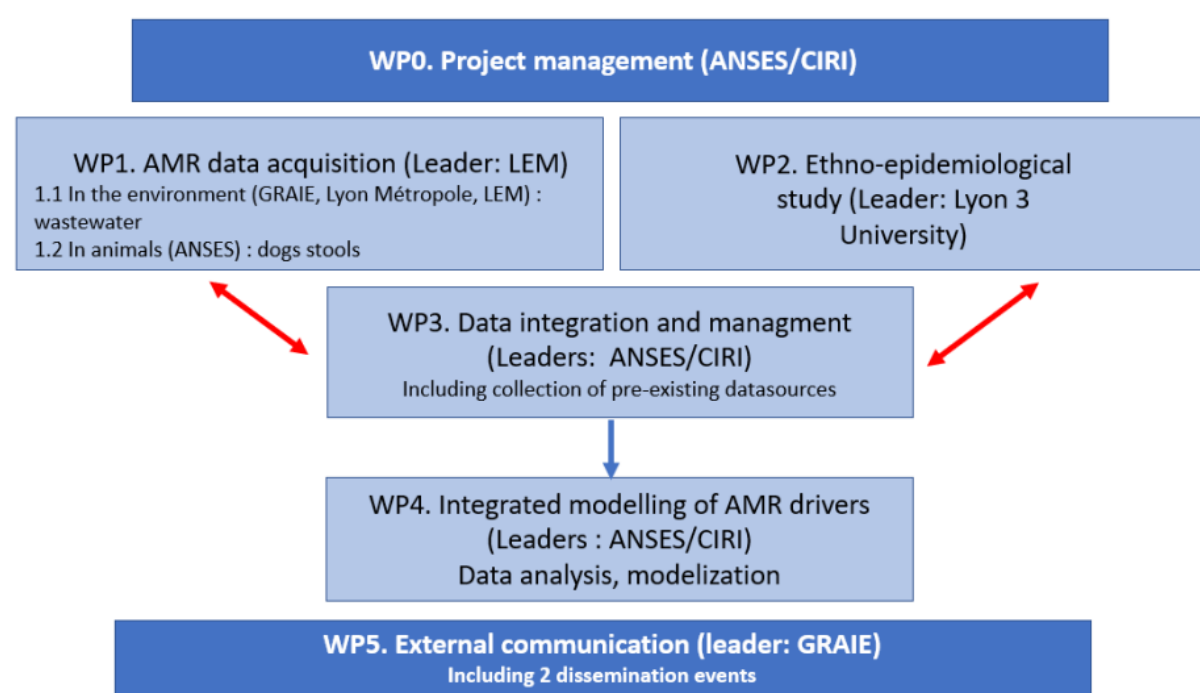 WP0. Project management (ANSES/CIRI)
WP1. AMR data acquisition (Leader: LEM)
1.1 In the environment (GRAIE, Lyon Métropole, LEM) :
wastewater
1.2 In animals (ANSES) : dogs stools
WP2. Ethno-epidemiological
study (Leader: Lyon 3
University)
WP3. Data integration and managment
(Leaders: ANSES/CIRI)
Including collection of pre-existing datasources
WP4. Integrated modelling of AMR drivers
(Leaders : ANSES/CIRI)
Data analysis, modelization
WP5. External communication (leader: GRAIE)
Including 2 dissemination events